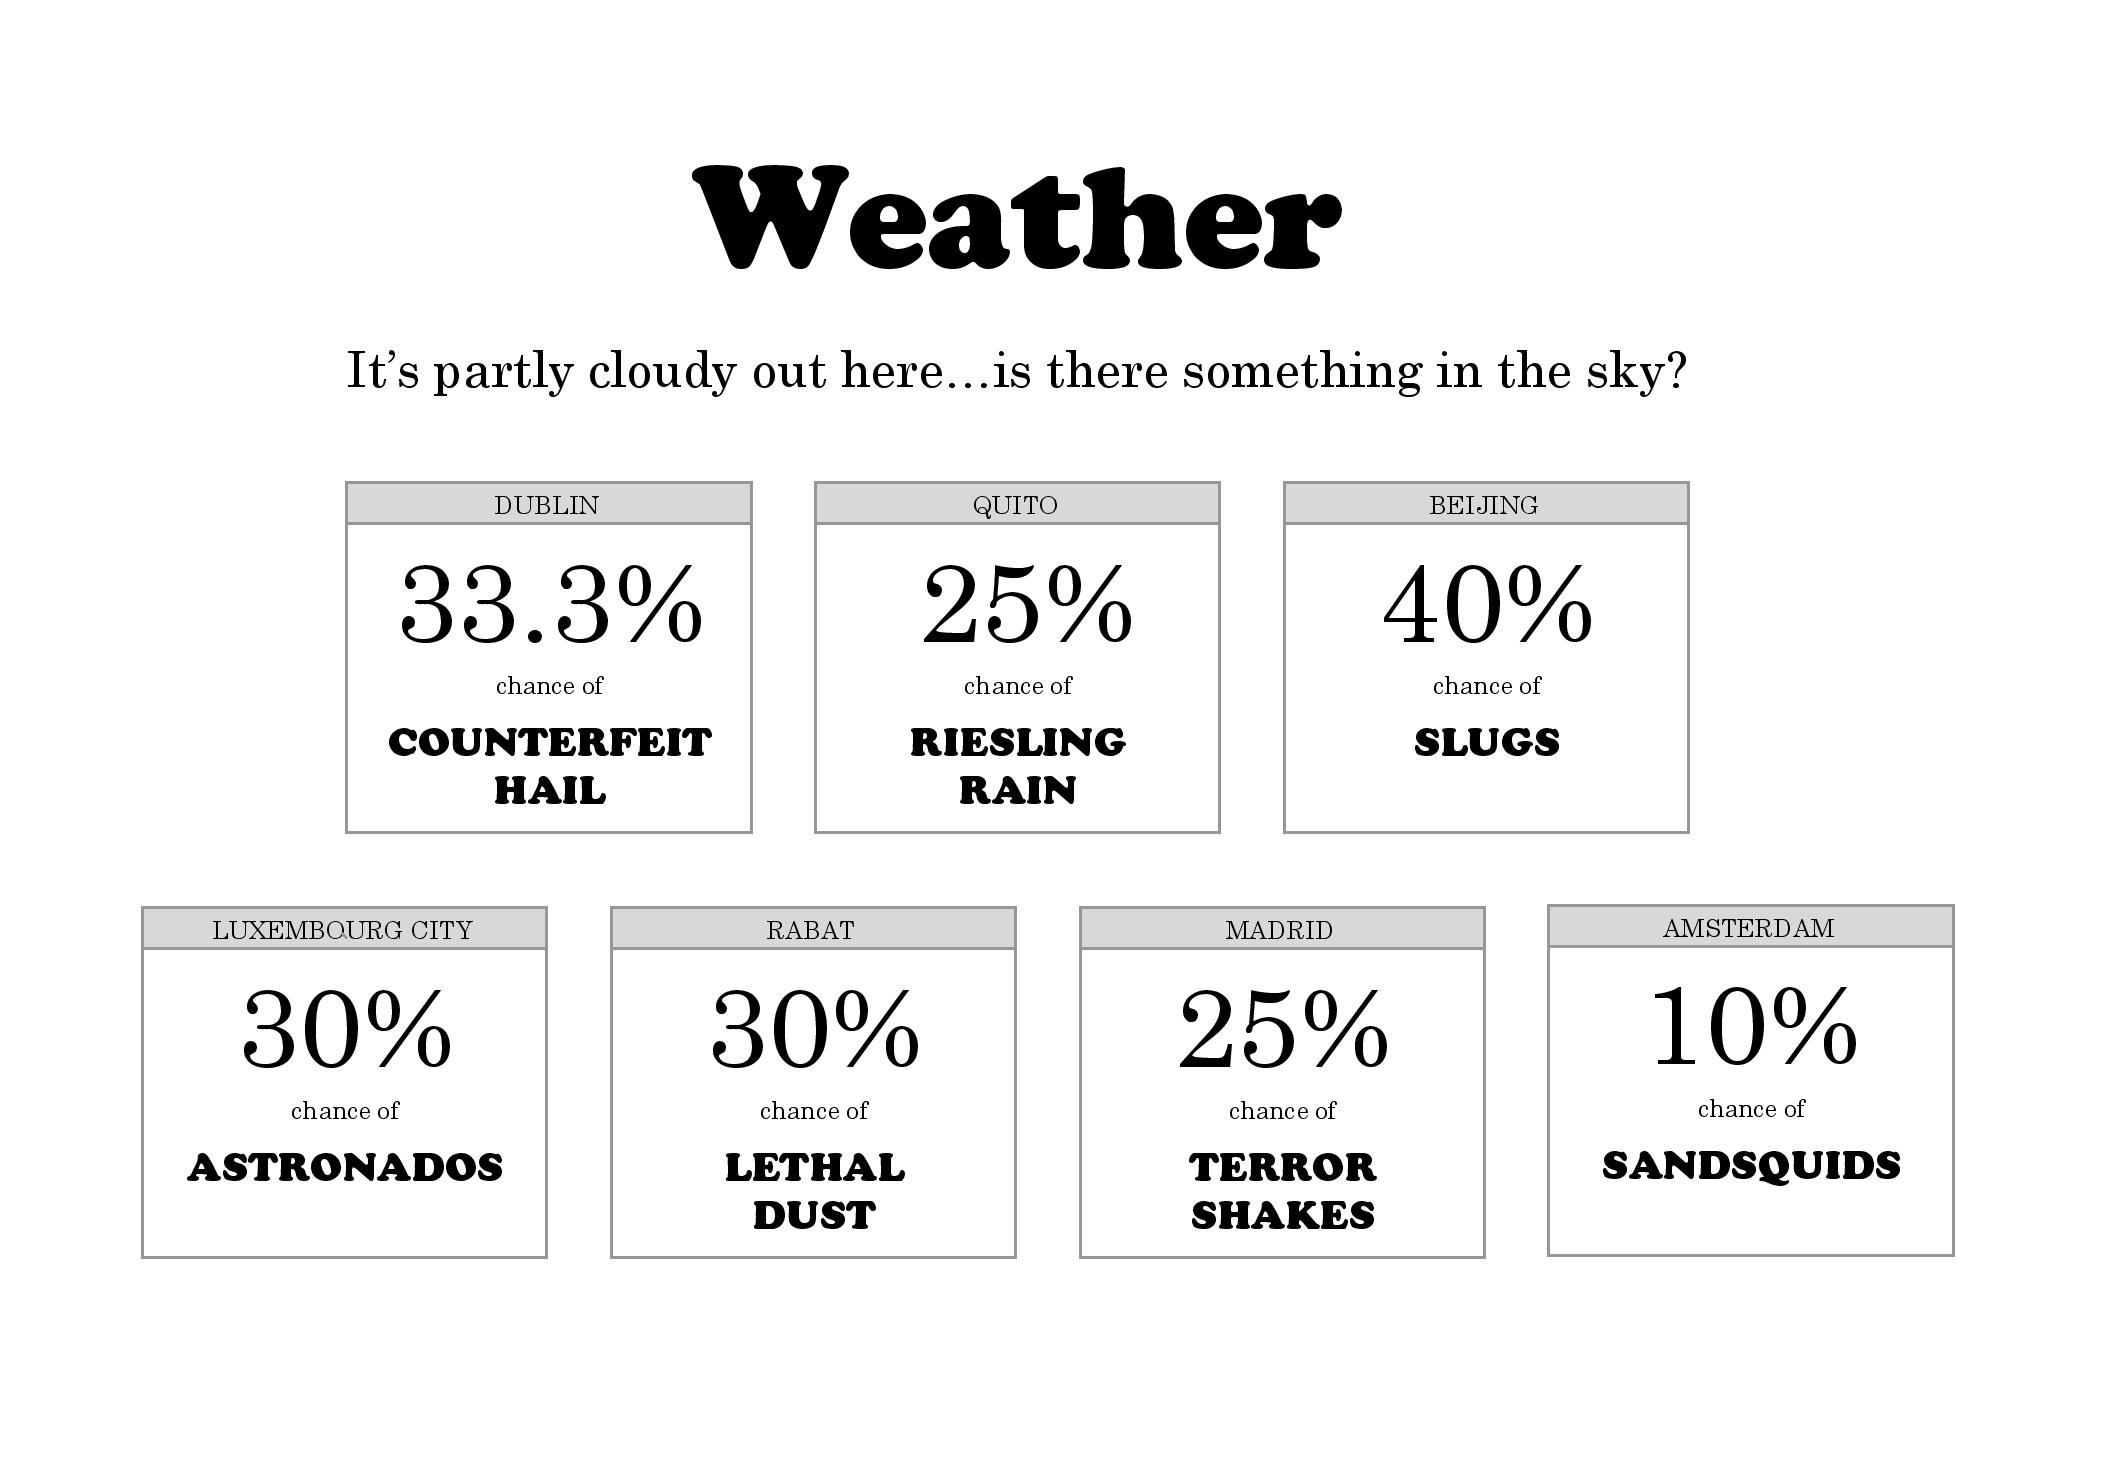 Weather
It’s partly cloudy out here...is there something in the sky?
DUBLIN
33.3%
chance of
COUNTERFEIT
HAIL
QUITO
25%
chance of
RIESLING
RAIN
BEIJING
40%
chance of
SLUGS
LUXEMBOURG CITY
30%
chance of
ASTRONADOS
RABAT
30%
chance of
LETHAL
DUST
MADRID
25%
chance of
TERROR
SHAKES
AMSTERDAM
10%
chance of
SANDSQUIDS